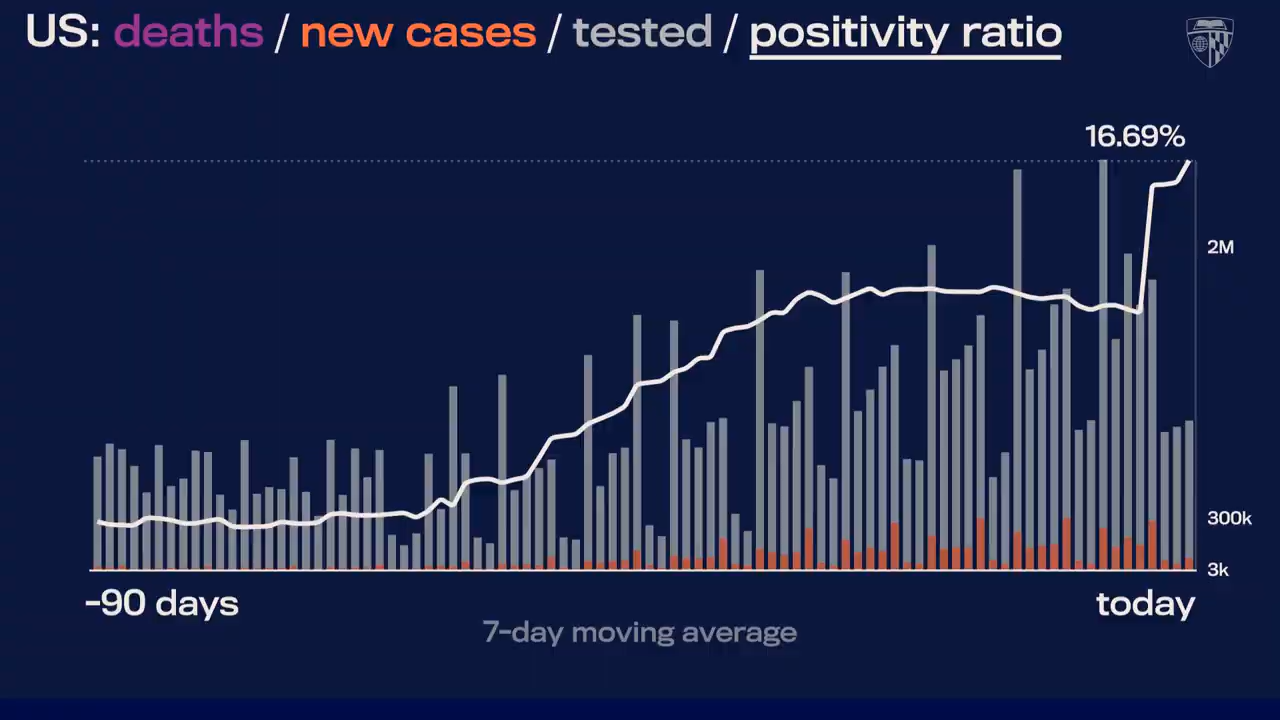 US: deaths / new cases / tested / positivity ratio
16.69%
2M
300k
3k
-90 days
today
7-day moving average